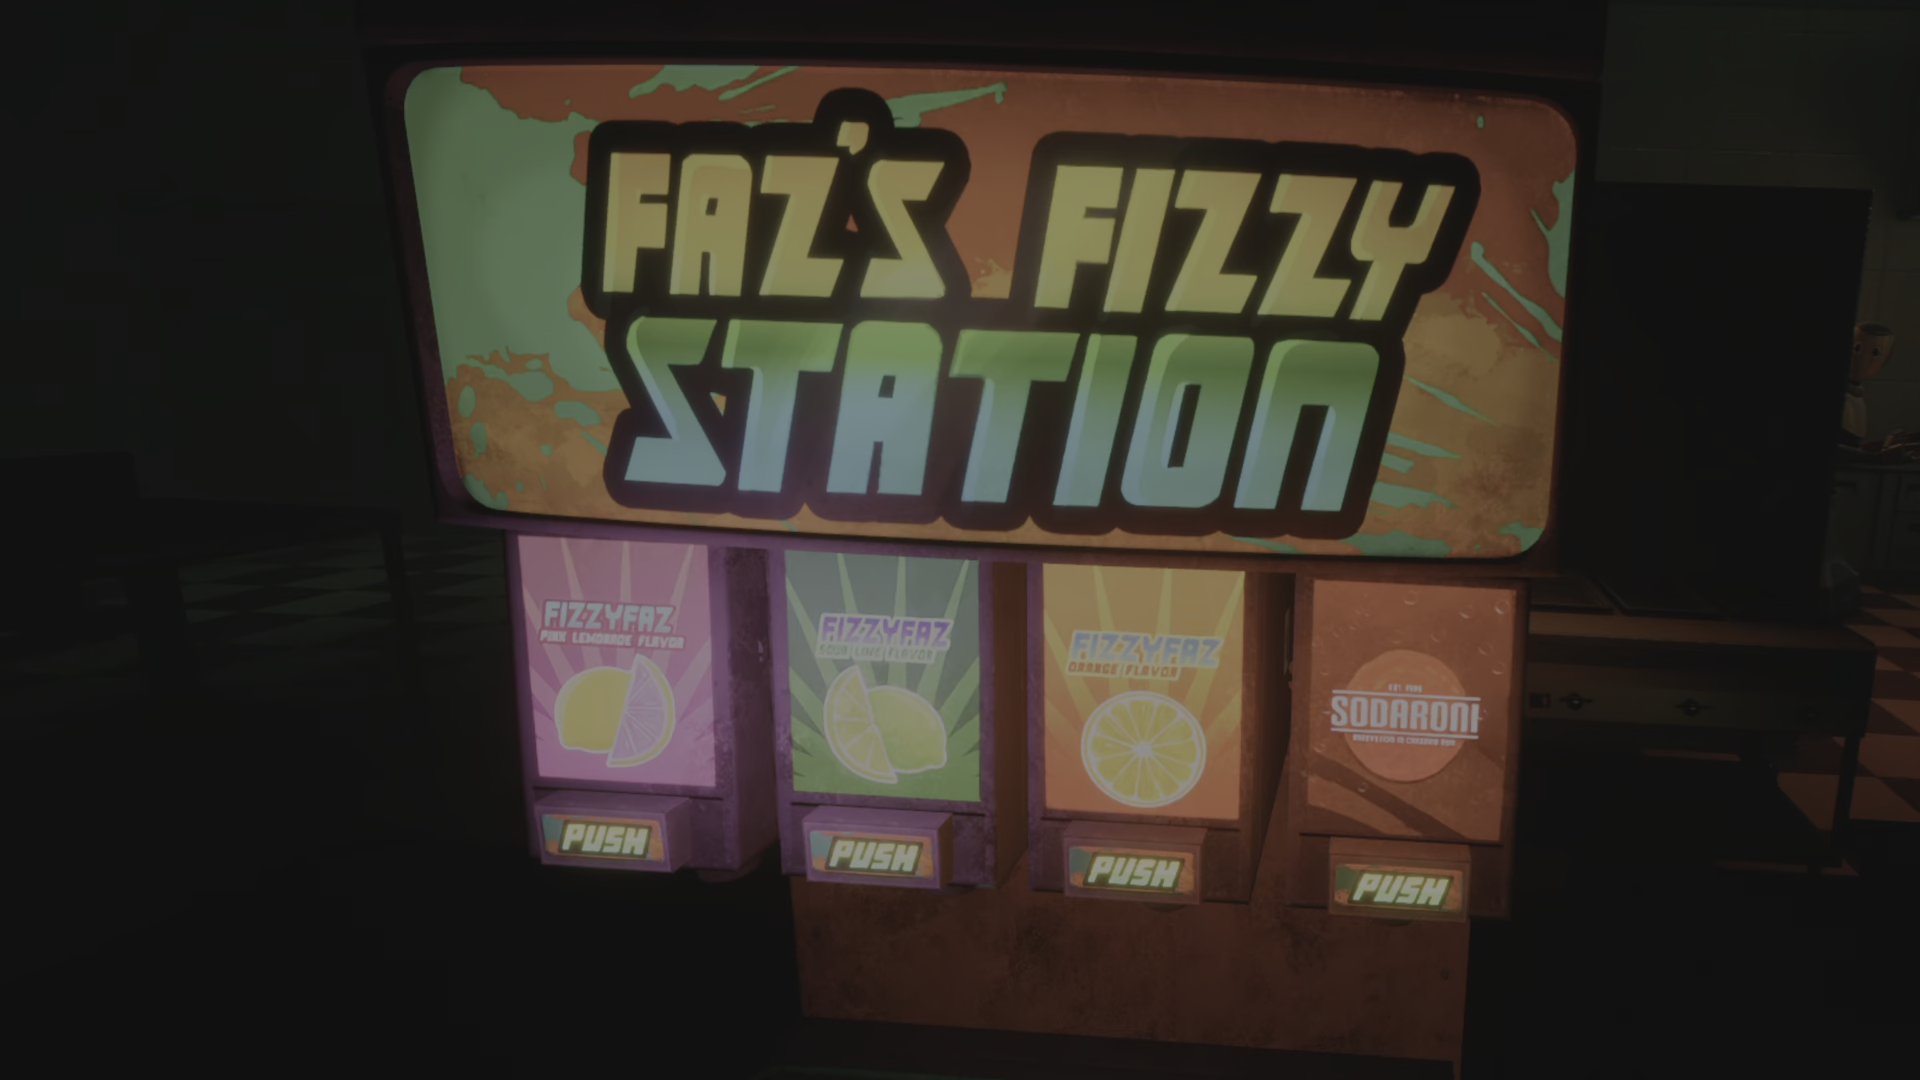 FAZ'S FIZZY
STATION
FIZZYFAZ
PINK LEMONADE FLAVOR
FIZZYFAZ
SOUR LIME FLAVOR
FIZZYFAZ
ORANGE FLAVOR
SODARONI
PUSH
PUSH
PUSH
PUSH